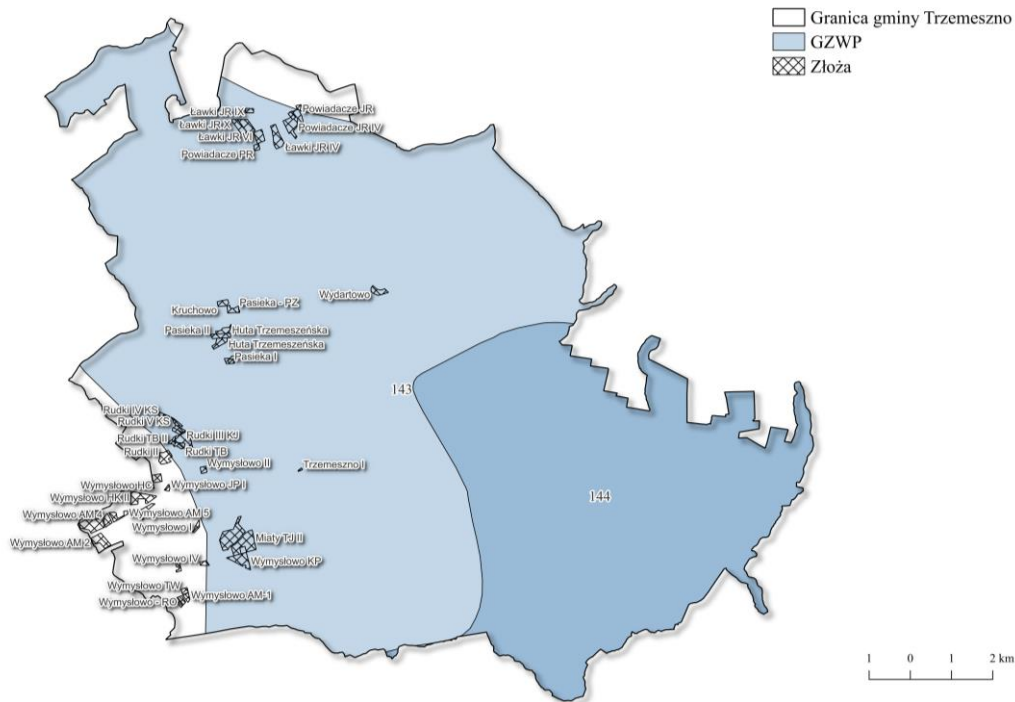 Granica gminy Trzemeszno
GZWP
Złoża
Ławki JR IX
Powiadacze JR
Ławki JR X
Powiadacze JR IV
Ławki JR VI
Ławki JR IV
Powiadacze PR
Wydartowo
Pasieka - PZ
Kruchowo
Pasieka II
Huta Trzemeszeńska
Huta Trzemeszeńska
Pasieka I
143
Rudki IV KS
Rudki V KS
Rudki III KJ
Rudki TB II
Rudki TB
Rudki II
Wymysłowo II
Trzemeszno I
Wymysłowo HC
Wymysłowo JP I
Wymysłowo HK II
144
Wymysłowo AM 4
Wymysłowo AM 5
Wymysłowo I
Wymysłowo AM 2
Miaty TJ II
Wymysłowo IV
Wymysłowo KP
Wymysłowo TW
Wymysłowo AM-1
Wymysłowo - RO
1 0 1 2 km